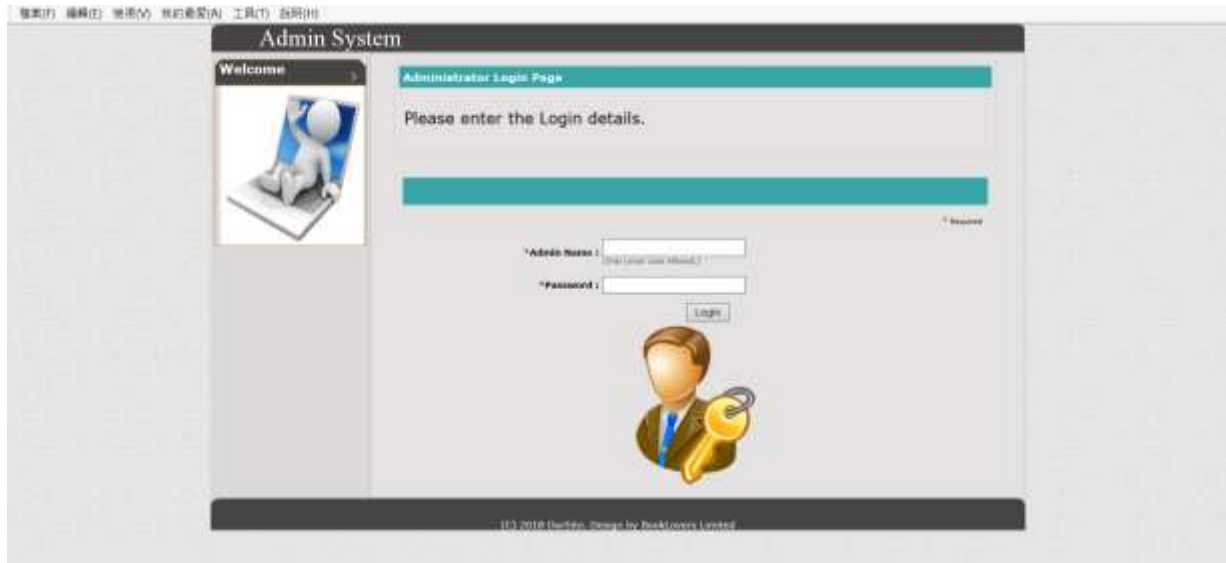 檔案(F) 編輯(E) 檢視(V) 我的最愛(A) 工具(T) 說明(H)
Admin System
Welcome
Administrator Login Page
Please enter the Login details.
* Required
*Admin Name :
*Password :
Login
Design by BookLovers Limited